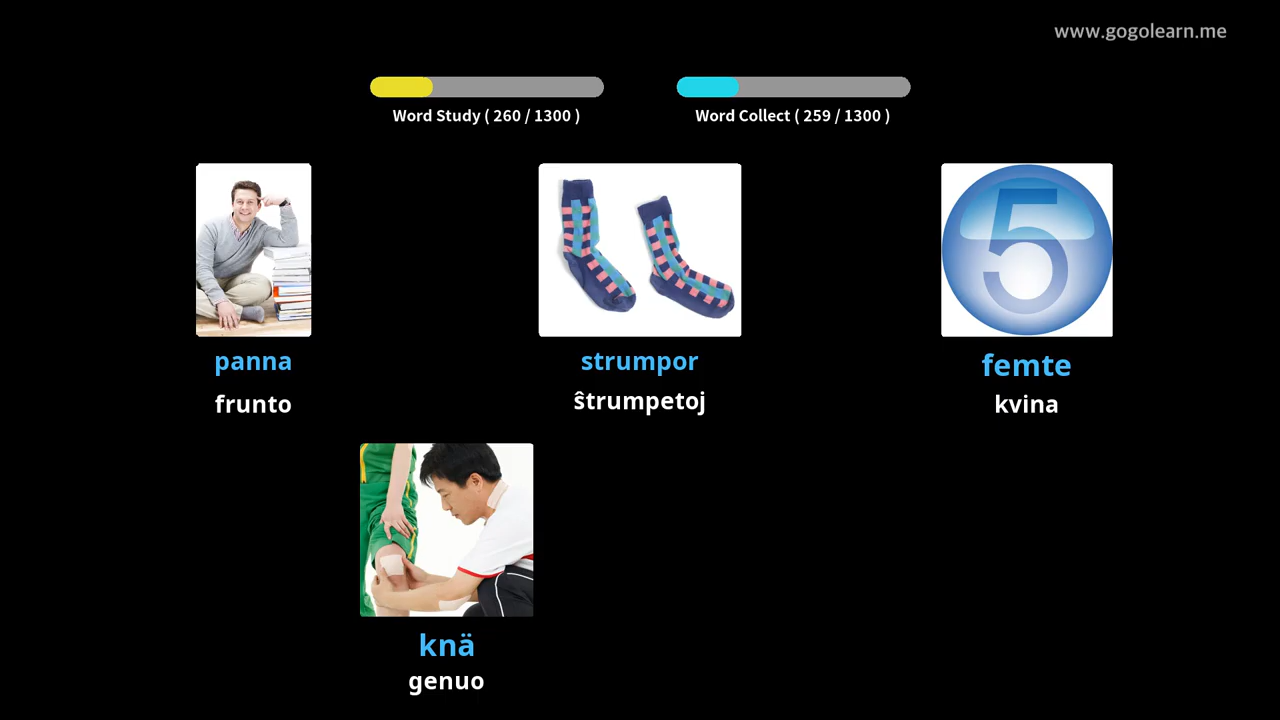 www.gogolearn.me
Word Study ( 260 / 1300 )
Word Collect ( 259 / 1300 )
5
panna
frunto
strumpor
ŝtrumpetoj
femte
kvina
knä
genuo